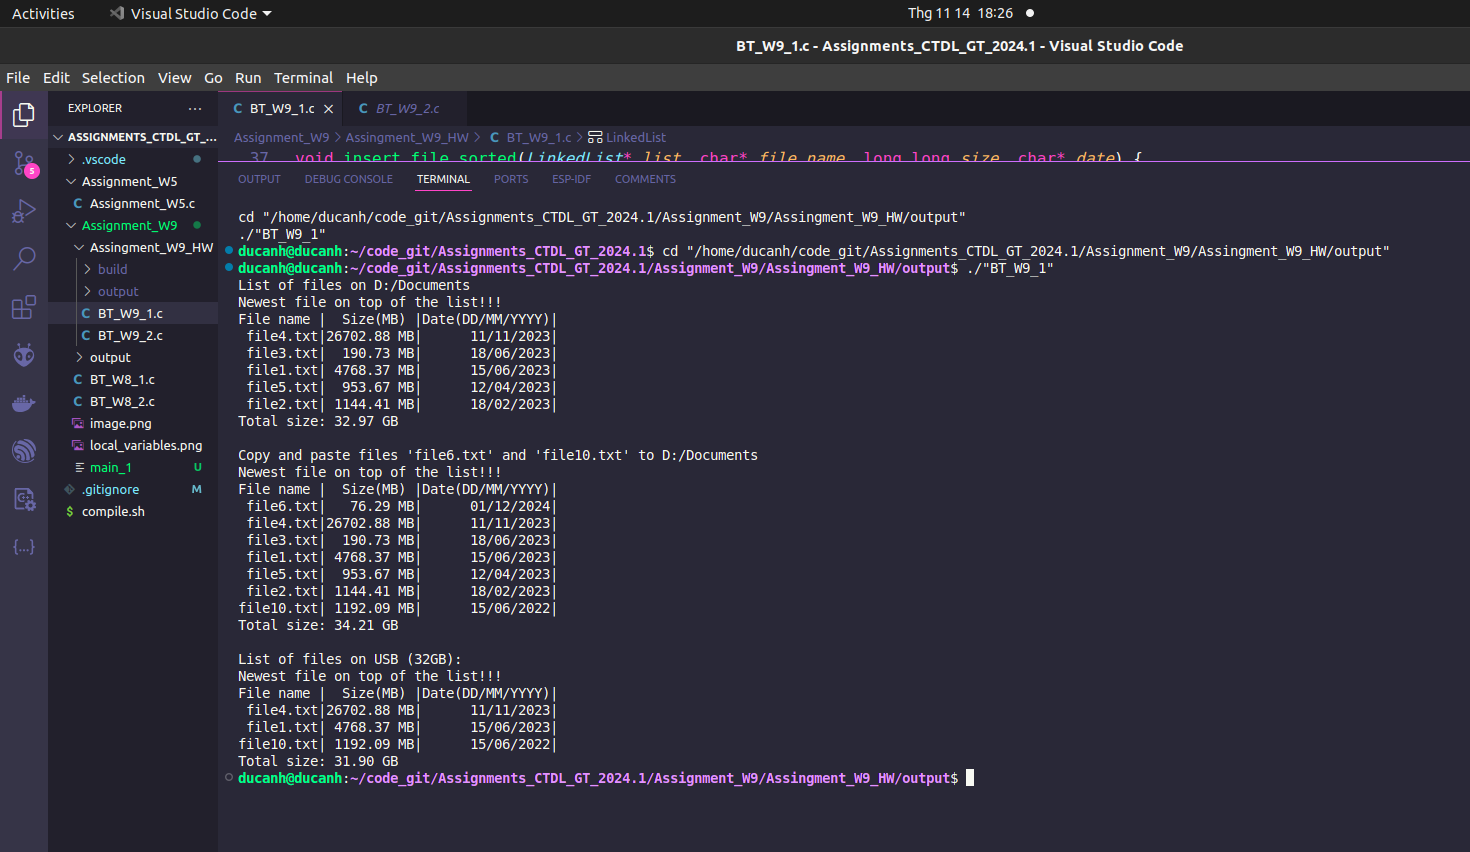 Activities
Visual Studio Code
Thg 11 14 18:26
BT_W9_1.c - Assignments_CTDL_GT_2024.1 - Visual Studio Code
File Edit Selection View Go Run Terminal Help
EXPLORER ···
BT_W9_1.c
BT_W9_2.c
ASSIGNMENTS_CTDL_GT_...
.vscode
Assignment_W5
Assignment_W5.c
Assignment_W9
Assingment_W9_HW
build
output
BT_W9_1.c
BT_W9_2.c
output
BT_W8_1.c
BT_W8_2.c
image.png
local_variables.png
main_1 U
.gitignore M
compile.sh
5
Assignment_W9 > Assingment_W9_HW > C BT_W9_1.c > LinkedList
37 void insert_file_sorted(LinkedList* list, char* file_name, long long size, char* date) {
OUTPUT DEBUG CONSOLE TERMINAL PORTS ESP-IDF COMMENTS
cd "/home/ducanh/code_git/Assignments_CTDL_GT_2024.1/Assignment_W9/Assingment_W9_HW/output"
./"BT_W9_1"
ducanh@ducanh:~/code_git/Assignments_CTDL_GT_2024.1$ cd "/home/ducanh/code_git/Assignments_CTDL_GT_2024.1/Assignment_W9/Assingment_W9_HW/output"
ducanh@ducanh:~/code_git/Assignments_CTDL_GT_2024.1/Assignment_W9/Assingment_W9_HW/output$ ./"BT_W9_1"
List of files on D:/Documents
Newest file on top of the list!!!
File name |  Size(MB) |Date(DD/MM/YYYY)|
 file4.txt|26702.88 MB|      11/11/2023|
 file3.txt|  190.73 MB|      18/06/2023|
 file1.txt| 4768.37 MB|      15/06/2023|
 file5.txt|  953.67 MB|      12/04/2023|
 file2.txt| 1144.41 MB|      18/02/2023|
Total size: 32.97 GB
Copy and paste files 'file6.txt' and 'file10.txt' to D:/Documents
Newest file on top of the list!!!
File name |  Size(MB) |Date(DD/MM/YYYY)|
 file6.txt|   76.29 MB|      01/12/2024|
 file4.txt|26702.88 MB|      11/11/2023|
 file3.txt|  190.73 MB|      18/06/2023|
 file1.txt| 4768.37 MB|      15/06/2023|
 file5.txt|  953.67 MB|      12/04/2023|
 file2.txt| 1144.41 MB|      18/02/2023|
file10.txt| 1192.09 MB|      15/06/2022|
Total size: 34.21 GB
List of files on USB (32GB):
Newest file on top of the list!!!
File name |  Size(MB) |Date(DD/MM/YYYY)|
 file4.txt|26702.88 MB|      11/11/2023|
 file1.txt| 4768.37 MB|      15/06/2023|
file10.txt| 1192.09 MB|      15/06/2022|
Total size: 31.90 GB
ducanh@ducanh:~/code_git/Assignments_CTDL_GT_2024.1/Assignment_W9/Assingment_W9_HW/output$